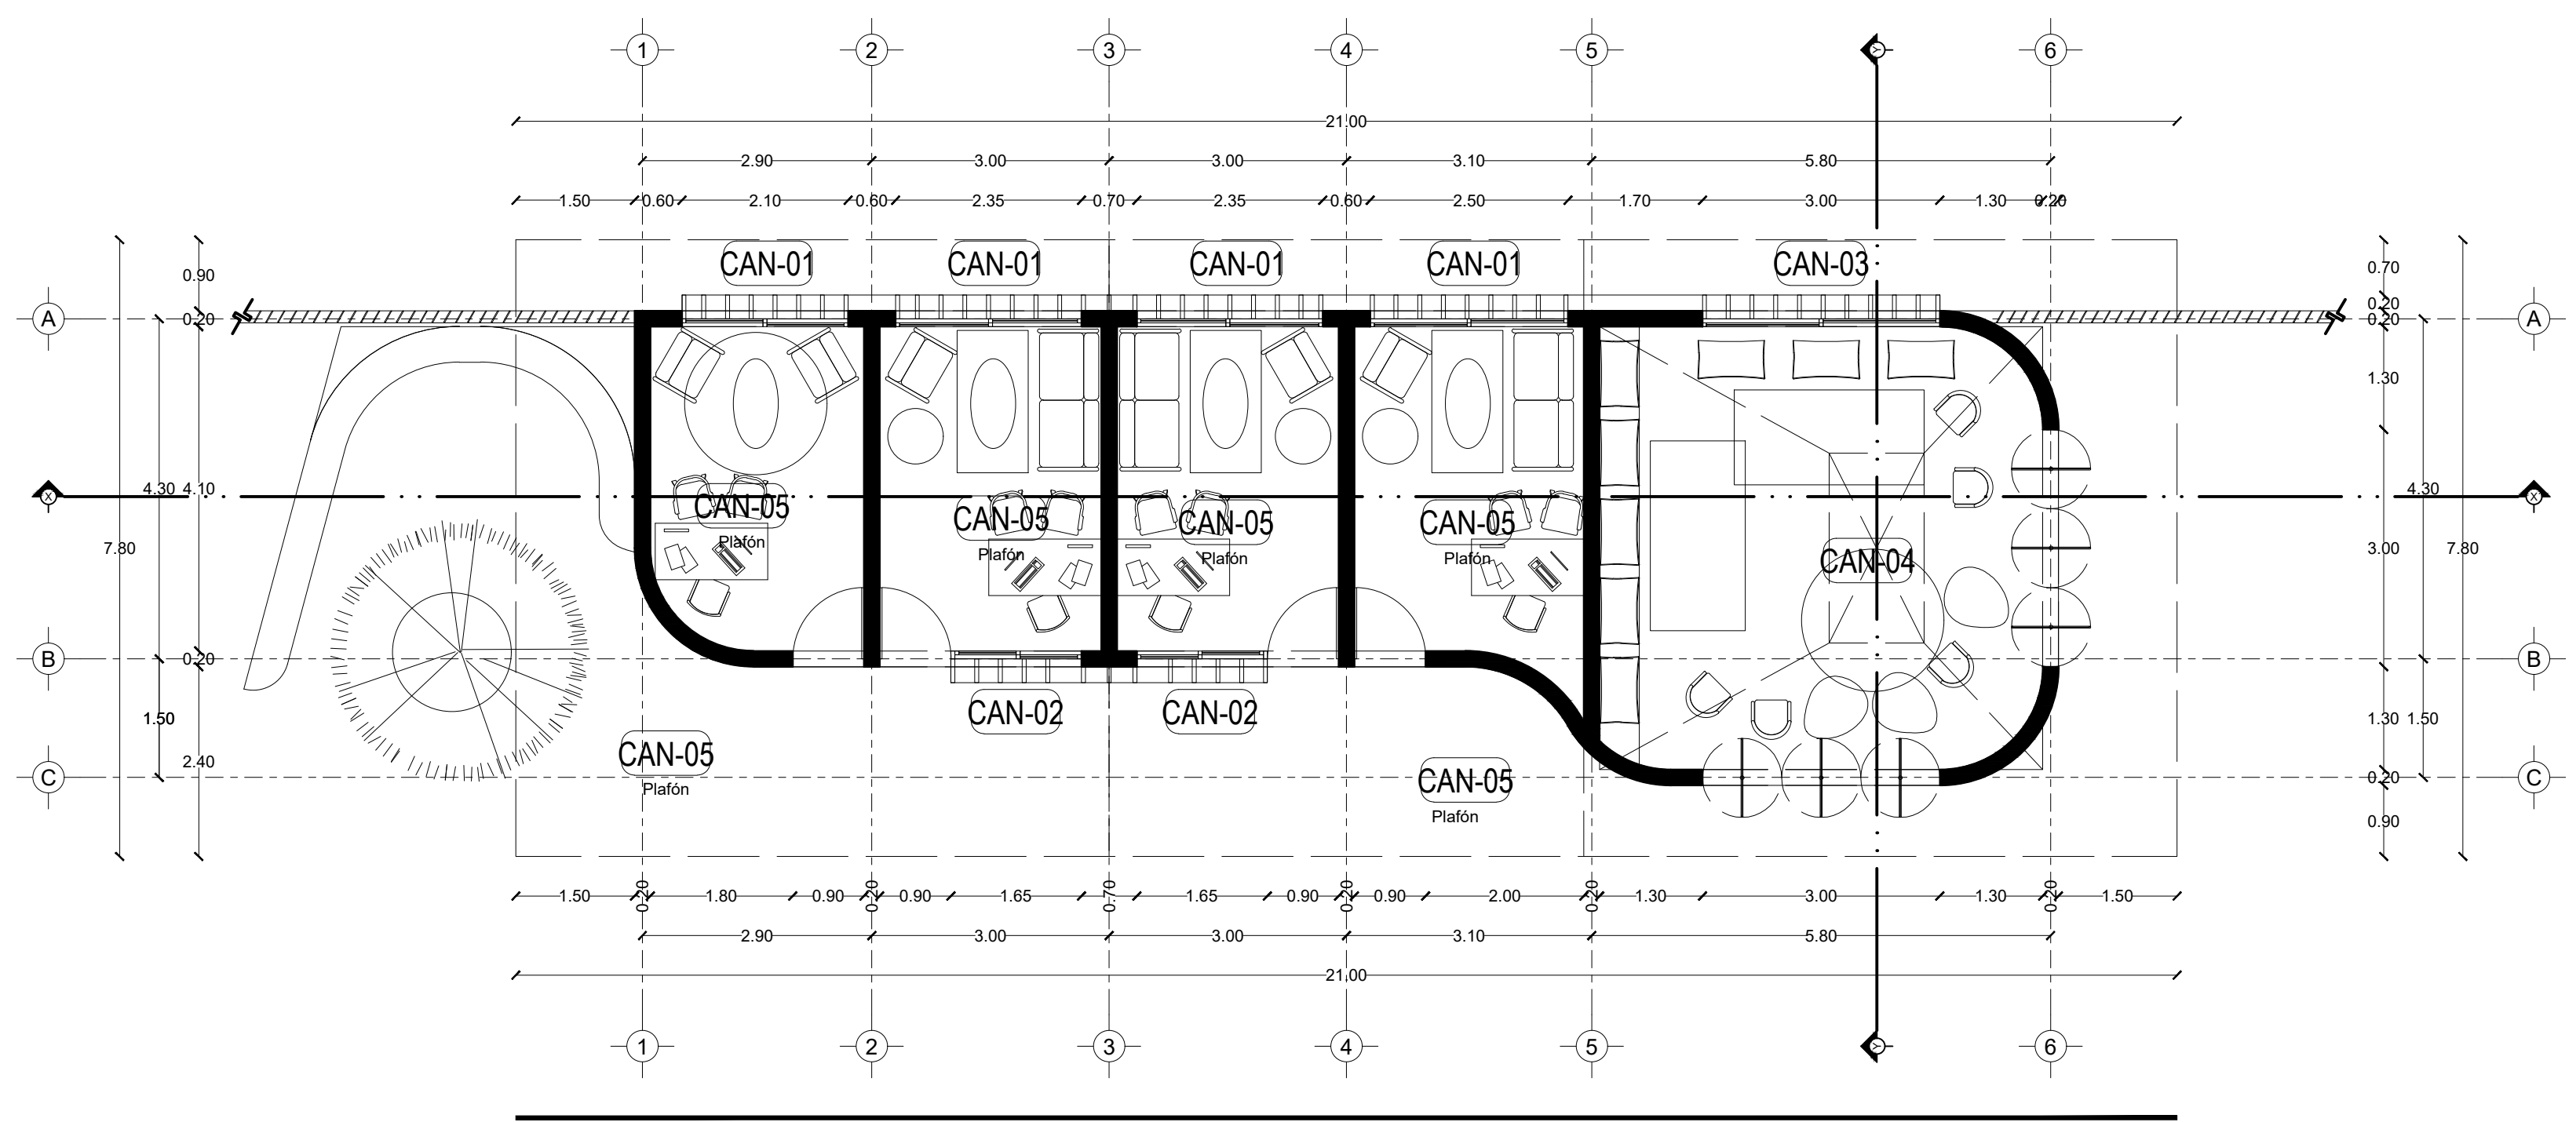 1 2 3 4 5 Y 6
21.00
2.90 3.00 3.00 3.10 5.80
1.50 0.60 2.10 0.60 2.35 0.70 2.35 0.60 2.50 1.70 3.00 1.30 0.20
CAN-01 CAN-01 CAN-01 CAN-01 CAN-03
0.90 0.70
0.20
A 0.20 0.20 A
1.30
X 4.30 4.10 4.30 X
CAN-05 CAN-05 CAN-05 CAN-05
Plafón Plafón Plafón Plafón
7.80 3.00 7.80
CAN-04
B 0.20 B
CAN-02 CAN-02
1.50 1.30 1.50
CAN-05 CAN-05
Plafón Plafón
2.40
C 0.20 C
0.90
1.50 0.20 1.80 0.90 0.20 0.90 1.65 0.70 1.65 0.90 0.20 0.90 2.00 0.20 1.30 3.00 1.30 0.20 1.50
2.90 3.00 3.00 3.10 5.80
21.00
1 2 3 4 5 Y 6